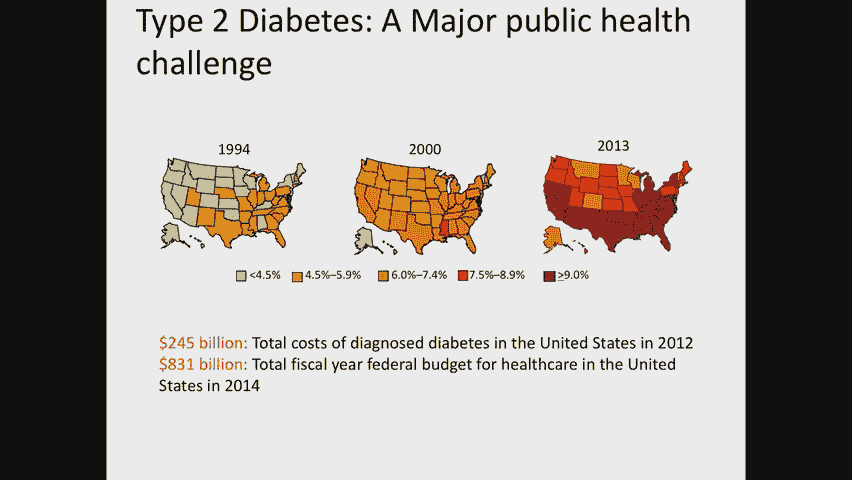 Type 2 Diabetes: A Major public health
challenge
1994
2000
2013
<4.5%
4.5%–5.9%
6.0%–7.4%
7.5%–8.9%
≥9.0%
$245 billion: Total costs of diagnosed diabetes in the United States in 2012
$831 billion: Total fiscal year federal budget for healthcare in the United
States in 2014